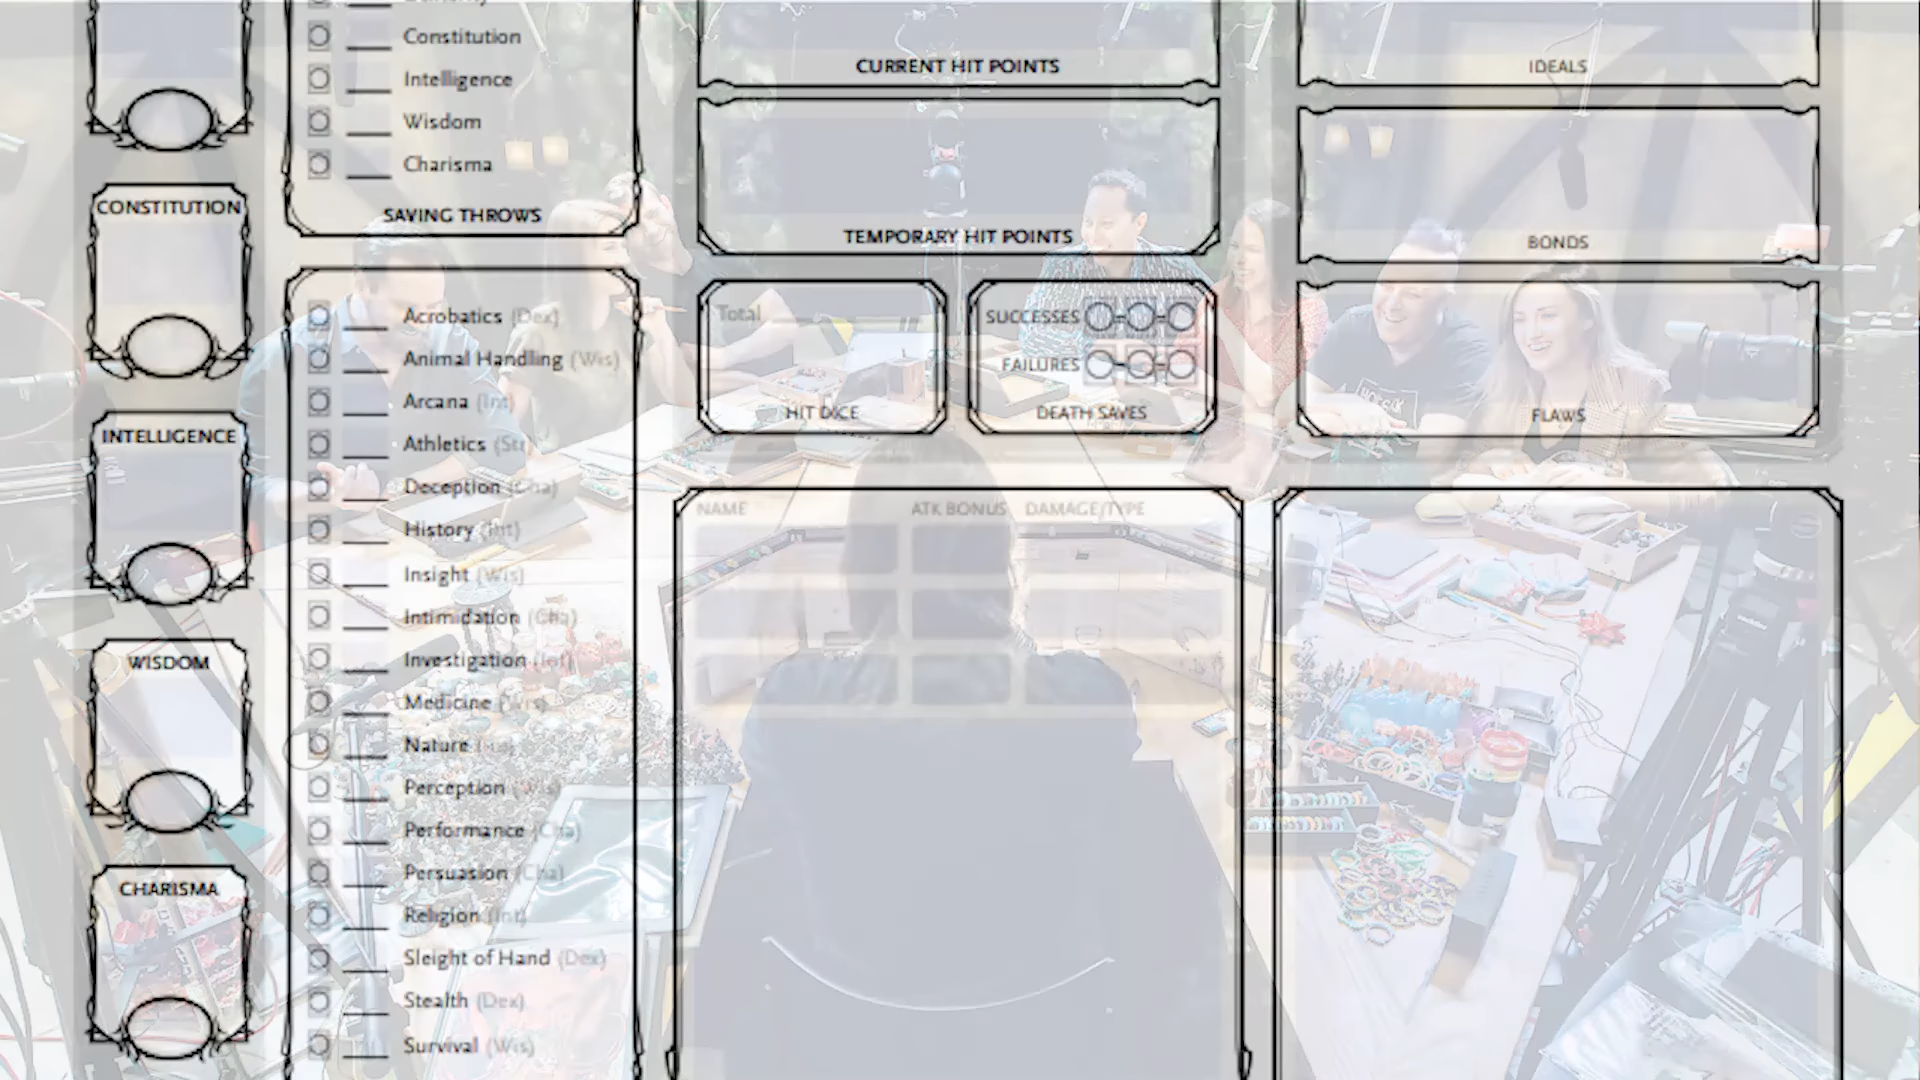 Constitution
Intelligence
Wisdom
Charisma
SAVING THROWS
CONSTITUTION
INTELLIGENCE
WISDOM
CHARISMA
Acrobatics (Dex)
Animal Handling (Wis)
Arcana (Int)
Athletics (Str)
Deception (Cha)
History (Int)
Insight (Wis)
Intimidation (Cha)
Investigation (Int)
Medicine (Wis)
Nature
Perception (Wis)
Performance (Cha)
Persuasion (Cha)
Religion (Int)
Sleight of Hand (Dex)
Stealth (Dex)
Survival (Wis)
CURRENT HIT POINTS
TEMPORARY HIT POINTS
Total
HIT DICE
SUCCESSES
FAILURES
DEATH SAVES
NAME ATK BONUS DAMAGE/TYPE
IDEALS
BONDS
FLAWS